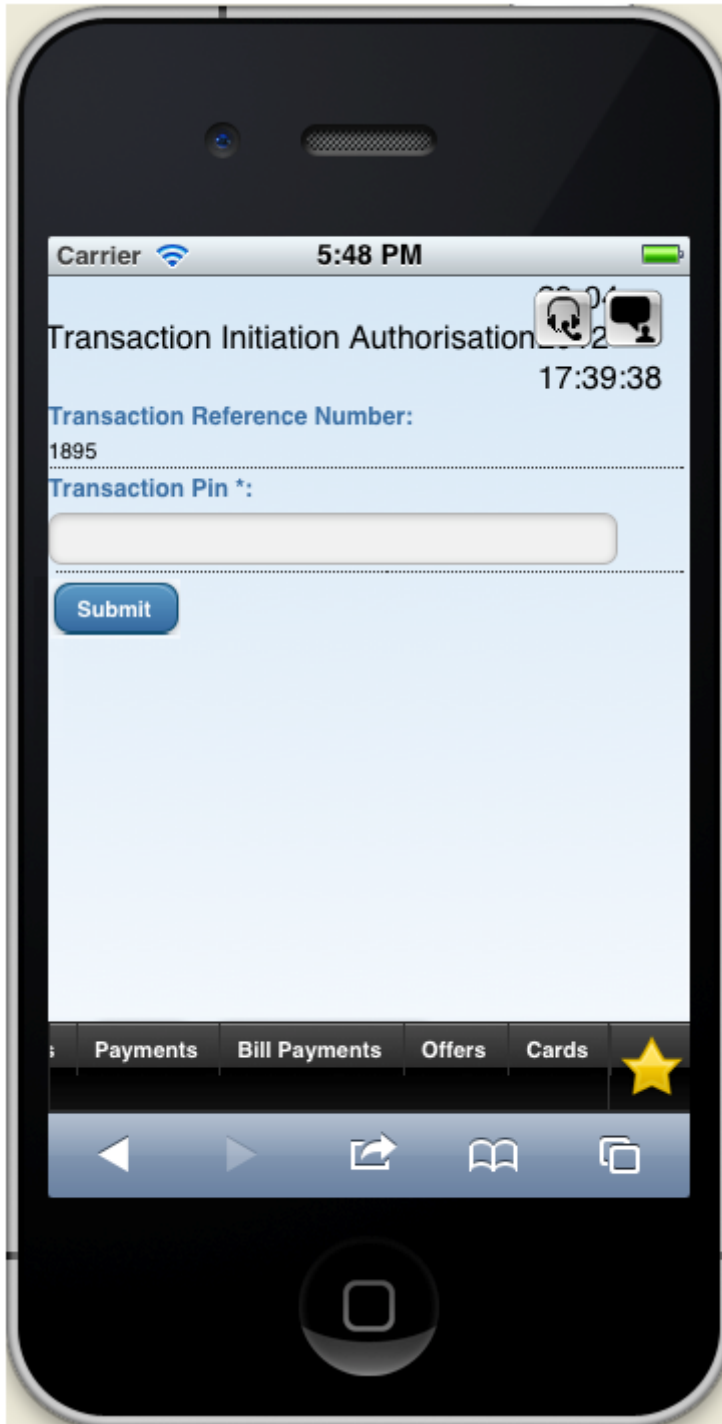 Carrier
5:48 PM
Transaction Initiation Authorisation
17:39:38
Transaction Reference Number:
1895
Transaction Pin *:
Submit
s
Payments
Bill Payments
Offers
Cards